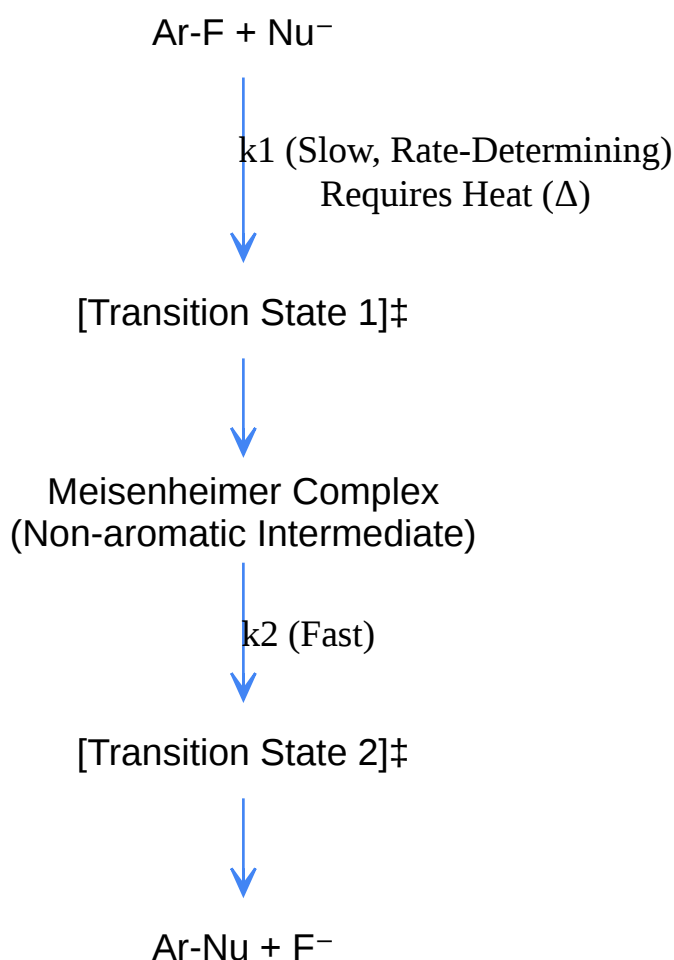 Ar-F + Nu⁻
k1 (Slow, Rate-Determining)
Requires Heat (Δ)
[Transition State 1]‡
Meisenheimer Complex
(Non-aromatic Intermediate)
k2 (Fast)
[Transition State 2]‡
Ar-Nu + F⁻